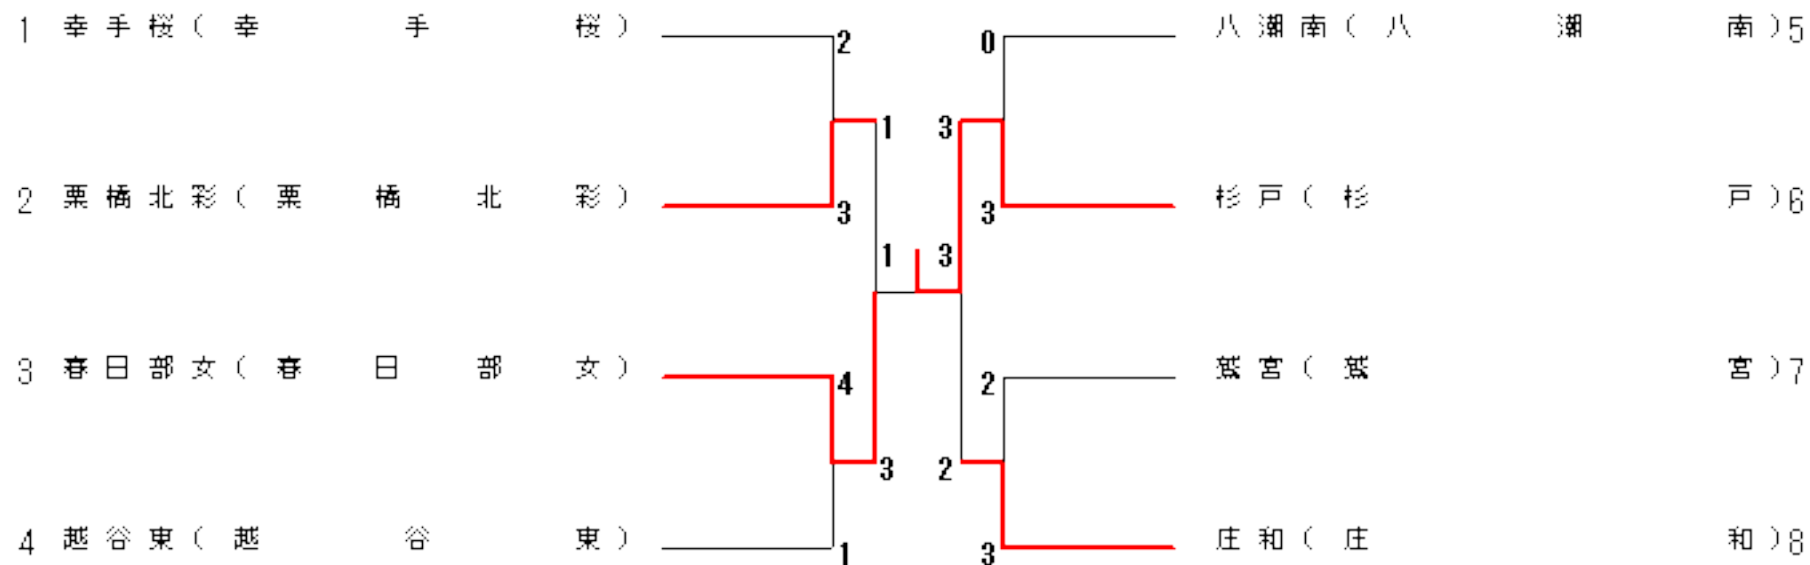 1 幸手桜(幸手桜) 2 0 八潮南(八潮南)5
1 3
2 栗橋北彩(栗橋北彩) 3 3 杉戸(杉戸)6
1 3
3 春日部女(春日部女) 4 2 鷲宮(鷲宮)7
3 2
4 越谷東(越谷東) 1 3 庄和(庄和)8